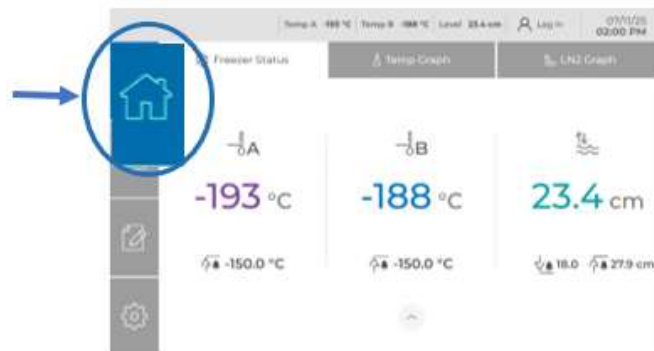 Temp A -193 °C Temp B -188 °C Level 23.4 cm Log In 07/11/25
02:00 PM
Freezer Status Temp Graph LN2 Graph
A B
-193 °C -188 °C 23.4 cm
-150.0 °C -150.0 °C 18.0 27.9 cm